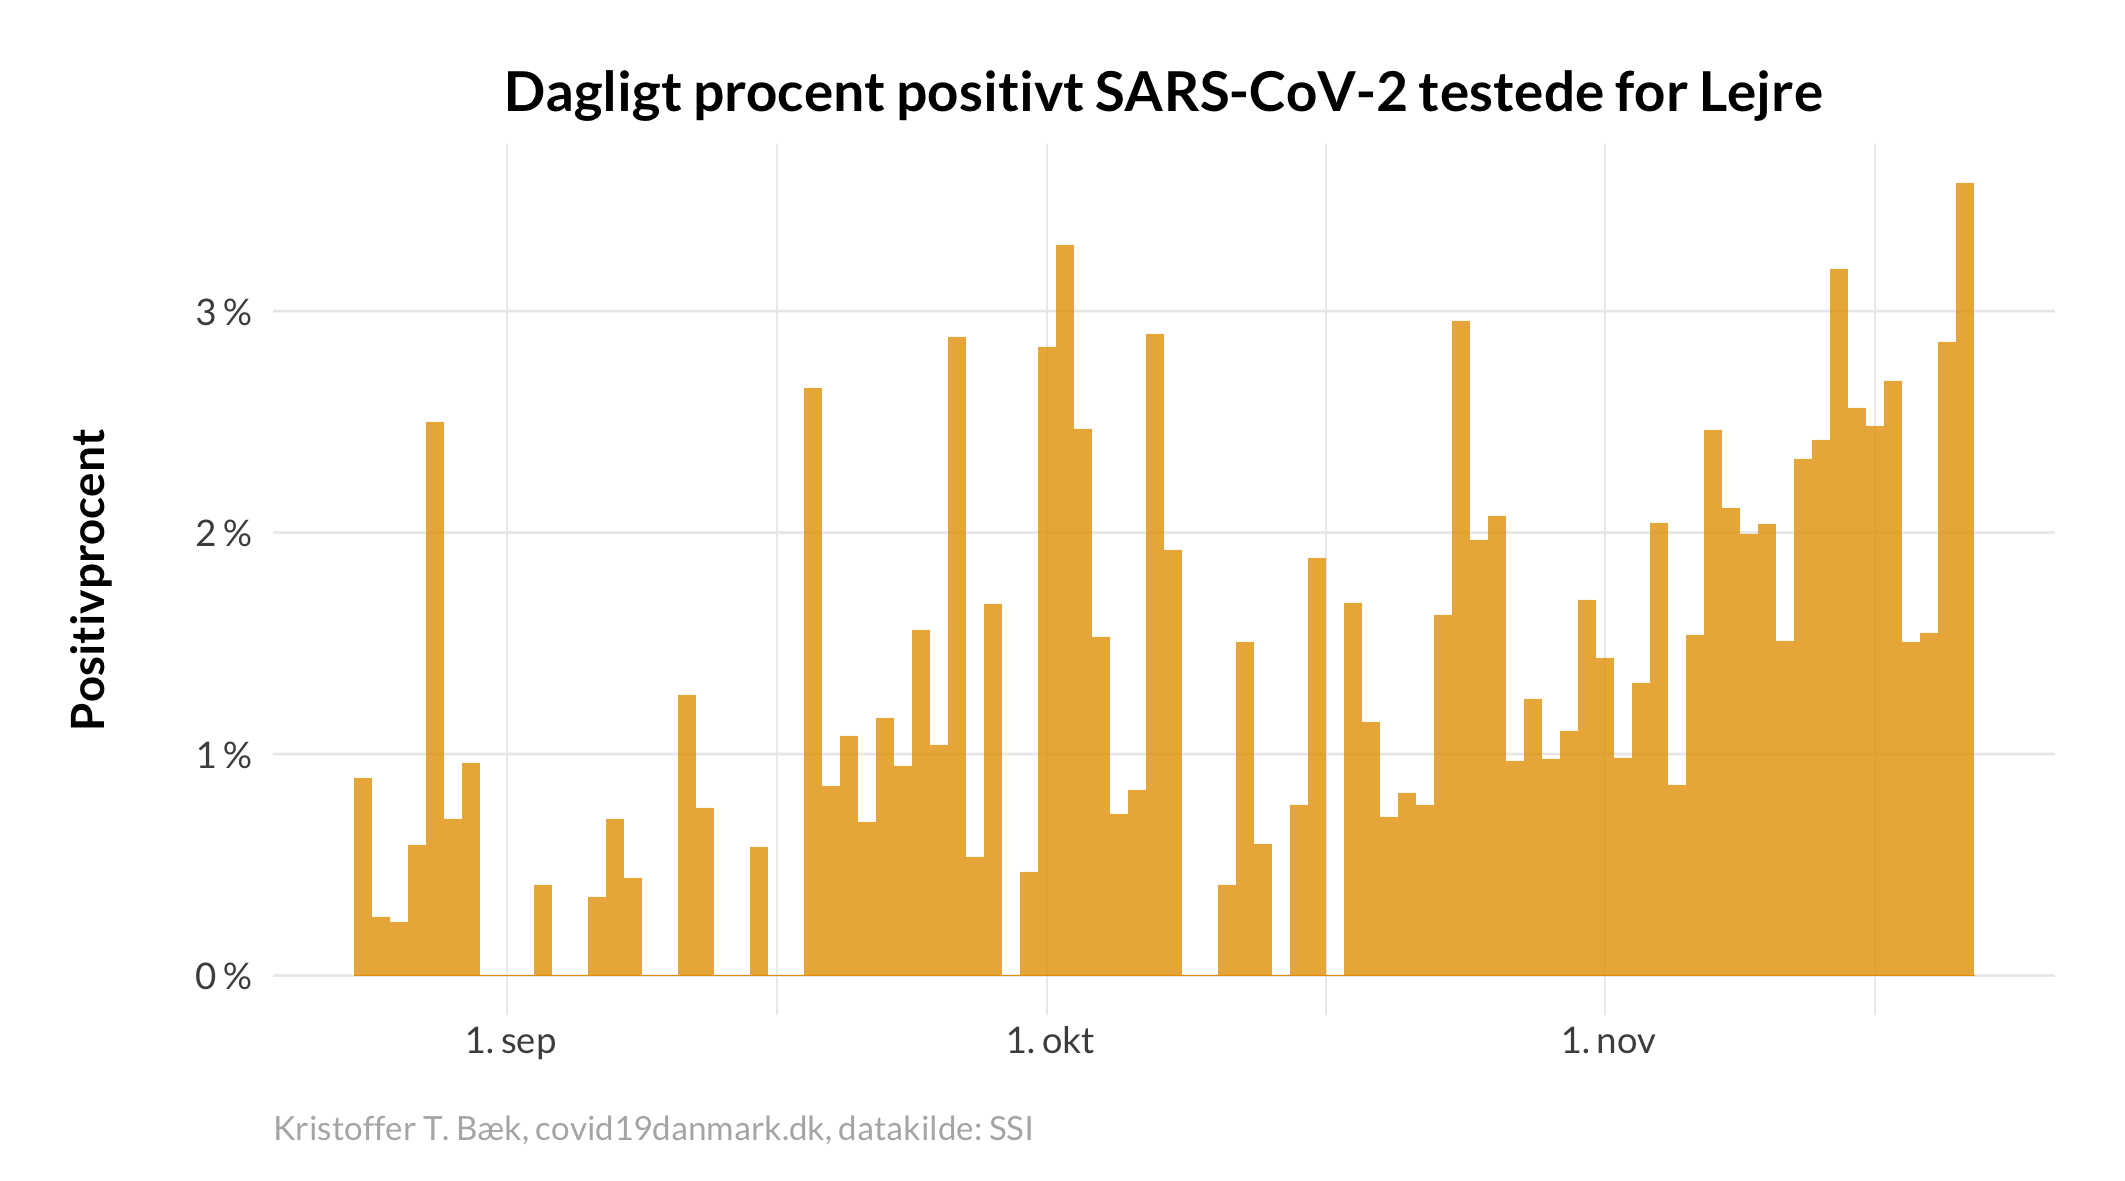 Dagligt procent positivt SARS-CoV-2 testede for Lejre
Positivprocent
3 %
2 %
1 %
0 %
1. sep
1. okt
1. nov
Kristoffer T. Bæk, covid19danmark.dk, datakilde: SSI